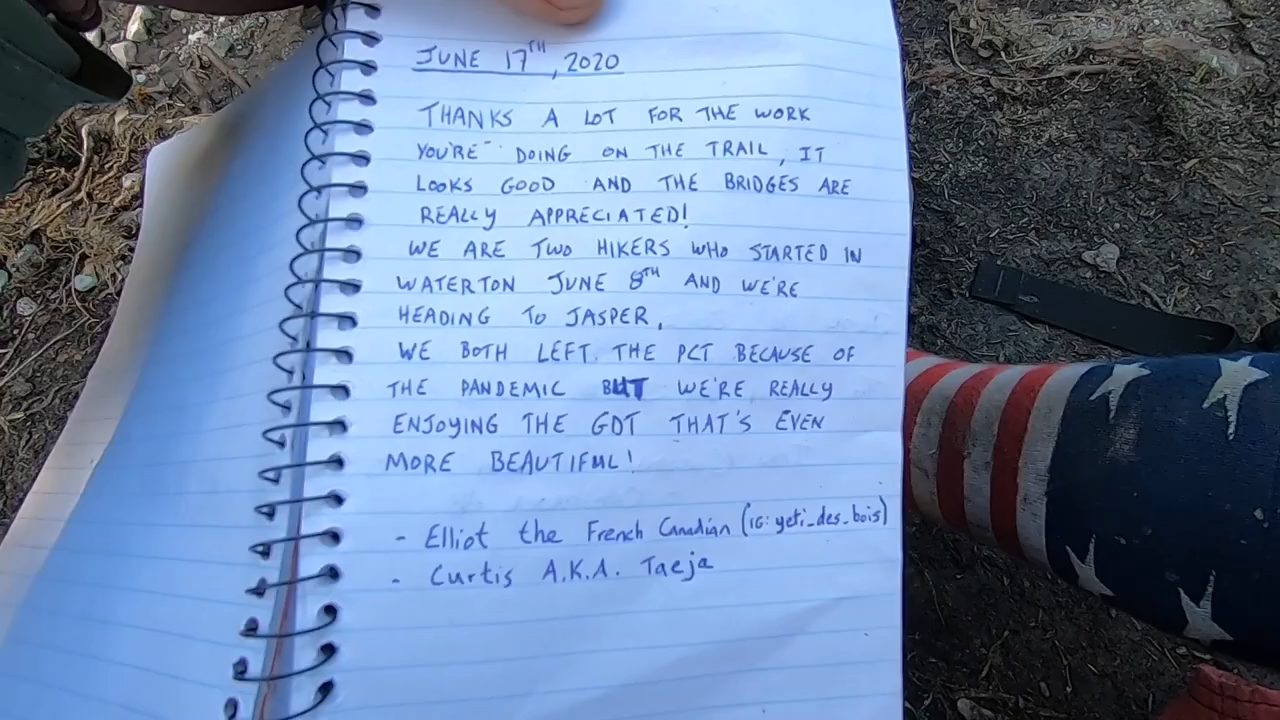 JUNE 17TH, 2020
THANKS A LOT FOR THE WORK
YOU'RE DOING ON THE TRAIL, IT
LOOKS GOOD AND THE BRIDGES ARE
REALLY APPRECIATED!
WE ARE TWO HIKERS WHO STARTED IN
WATERTON JUNE 8TH AND WE'RE
HEADING TO JASPER.
WE BOTH LEFT THE PCT BECAUSE OF
THE PANDEMIC BUT WE'RE REALLY
ENJOYING THE GDT THAT'S EVEN
MORE BEAUTIFUL!
- Elliot the French Canadian (IG: yeti_des_bois)
- Curtis A.K.A. Taeja